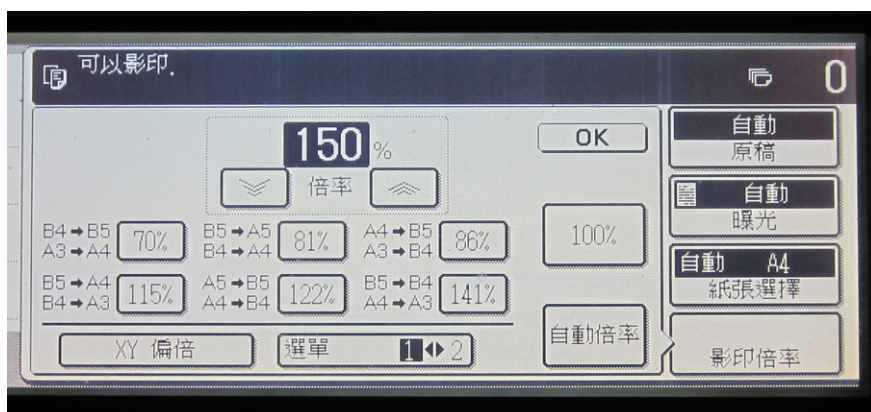 可以影印.
0
150 %
倍率
OK
B4→B5
A3→A4
70%
B5→A5
B4→A4
81%
A4→B5
A3→B4
86%
100%
B5→A4
B4→A3
115%
A5→B5
A4→B4
122%
B5→B4
A4→A3
141%
自動倍率
XY 偏倍
選單 1 2
自動
原稿
自動
曝光
自動 A4
紙張選擇
影印倍率